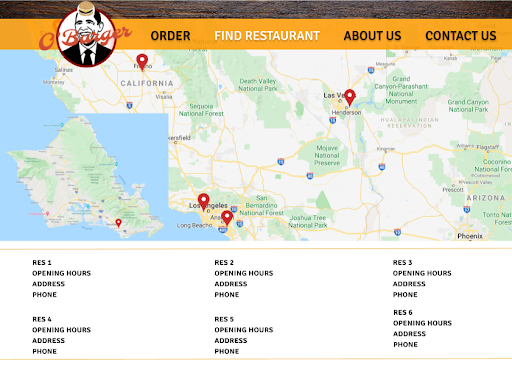 O'Burger
ORDER FIND RESTAURANT ABOUT US CONTACT US
Salinas
Fresno
CALIFORNIA
Death Valley
National Park
Sequoia
National Forest
Las Vegas
Henderson
Grand
Canyon-Parashant
National
Monument
Grand Canyon
National Park
HUALAPAI INDIAN
RESERVATION
Mojave
National
Preserve
Kingman
Williams
Flagstaff
Coconino
National Forest
Prescott
Prescott Valley
ARIZONA
Los Angeles
Long Beach
San
Bernardino
National Forest
Joshua Tree
National Park
Phoenix
Tonto National
Forest
RES 1 RES 2 RES 3
OPENING HOURS OPENING HOURS OPENING HOURS
ADDRESS ADDRESS ADDRESS
PHONE PHONE PHONE
RES 4 RES 5 RES 6
OPENING HOURS OPENING HOURS OPENING HOURS
ADDRESS ADDRESS ADDRESS
PHONE PHONE PHONE